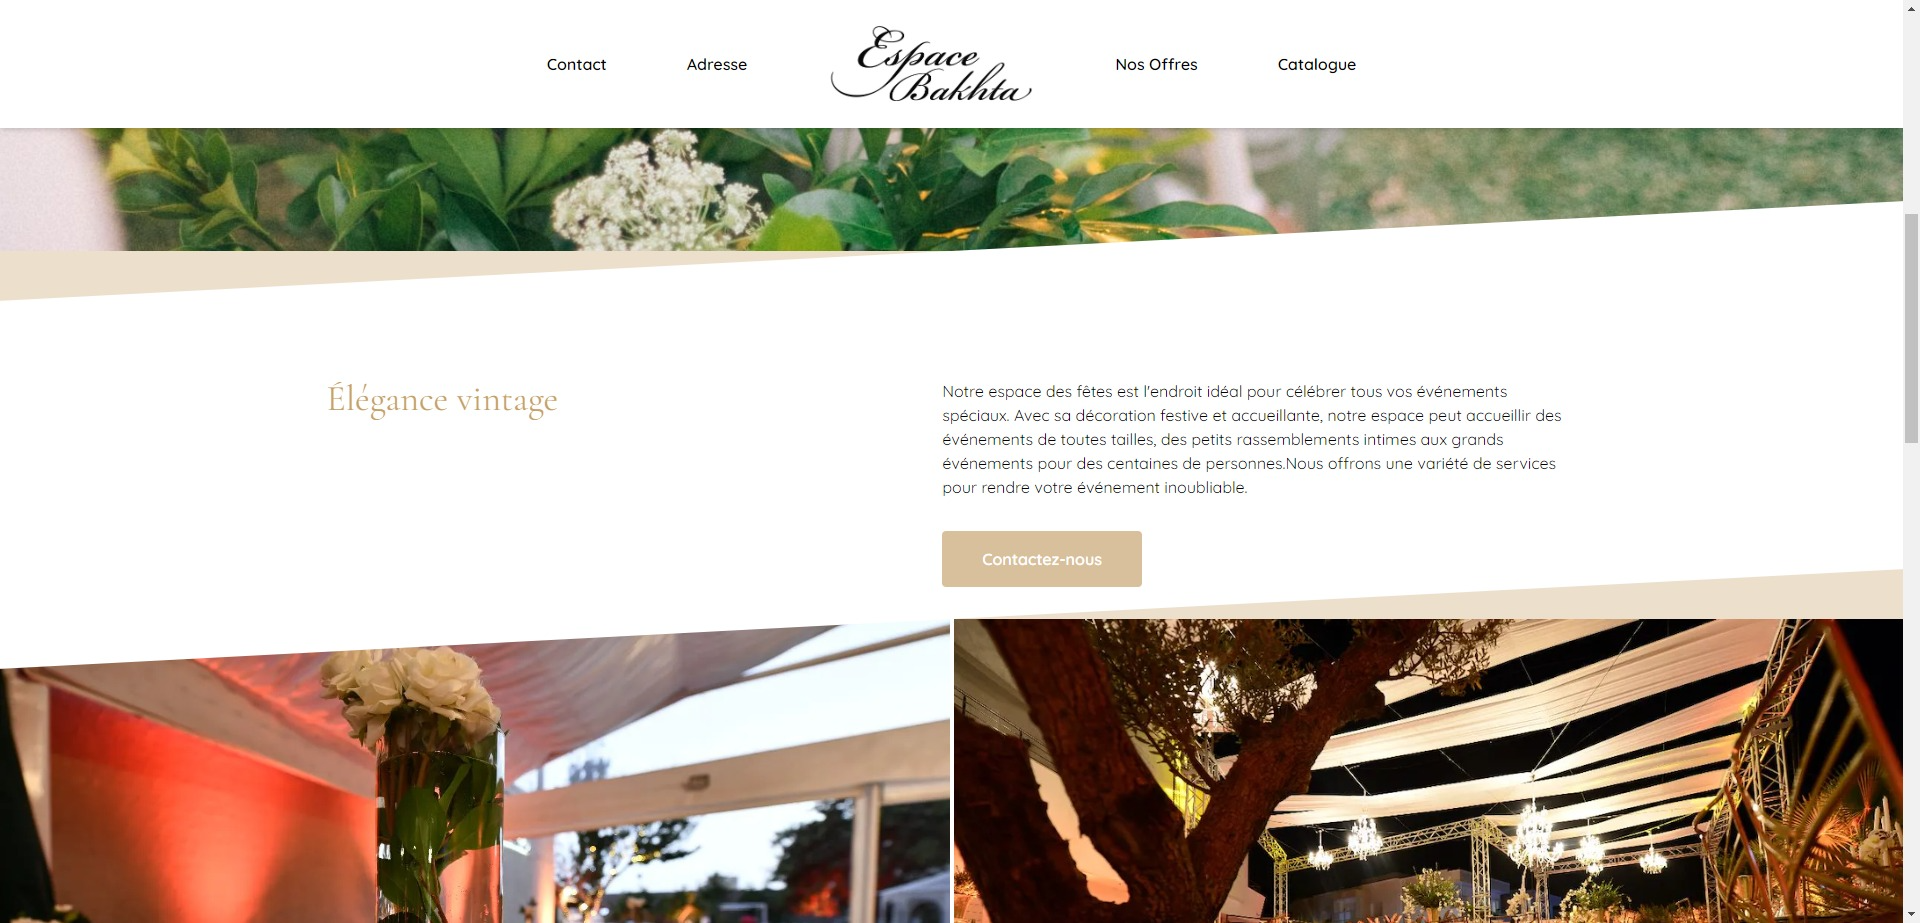 Contact
Adresse
Espace
Bakhta
Nos Offres
Catalogue
Élégance vintage
Notre espace des fêtes est l'endroit idéal pour célébrer tous vos événements
spéciaux. Avec sa décoration festive et accueillante, notre espace peut accueillir des
événements de toutes tailles, des petits rassemblements intimes aux grands
événements pour des centaines de personnes.Nous offrons une variété de services
pour rendre votre événement inoubliable.
Contactez-nous